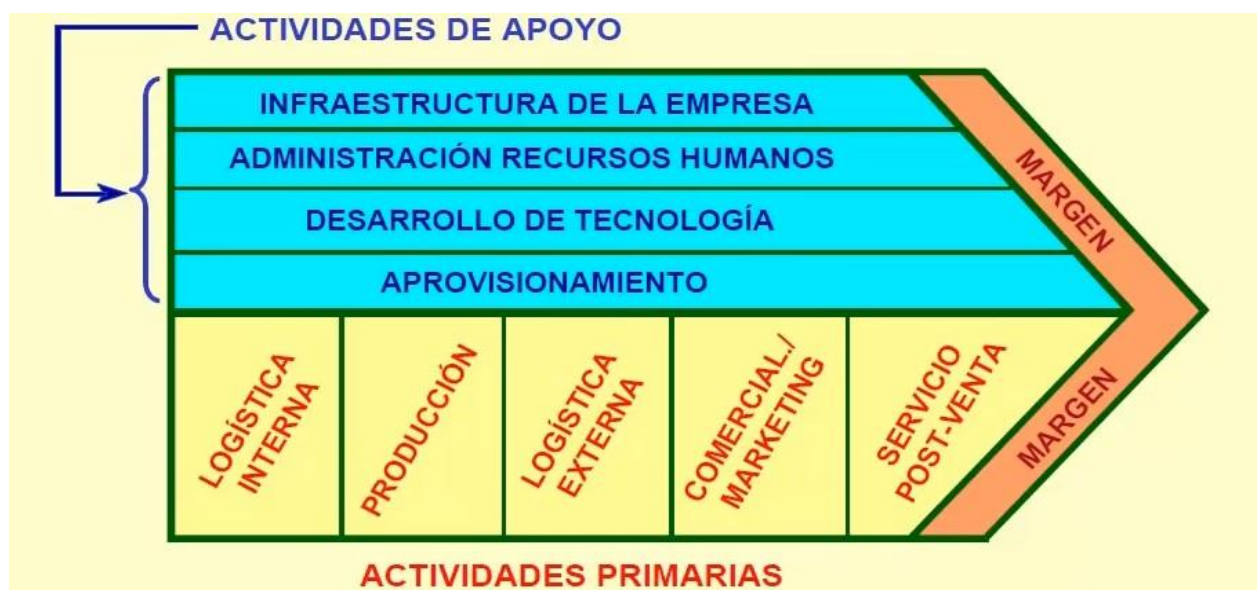 ACTIVIDADES DE APOYO
INFRAESTRUCTURA DE LA EMPRESA
ADMINISTRACIÓN RECURSOS HUMANOS
DESARROLLO DE TECNOLOGÍA
APROVISIONAMIENTO
MARGEN
LOGÍSTICA
INTERNA
PRODUCCIÓN
LOGÍSTICA
EXTERNA
COMERCIAL./
MARKETING
SERVICIO
POST-VENTA
MARGEN
ACTIVIDADES PRIMARIAS